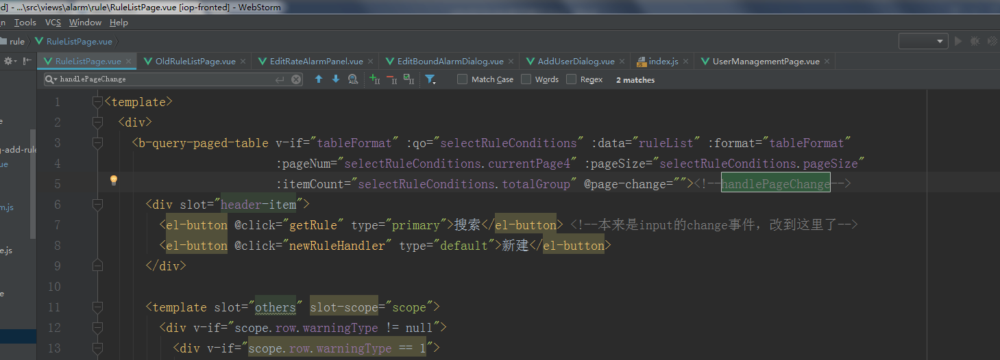 d] - ...\src\views\alarm\rule\RuleListPage.vue [iop-fronted] - WebStorm
n Tools VCS Window Help
rule RuleListPage.vue
RuleListPage.vue OldRuleListPage.vue EditRateAlarmPanel.vue EditBoundAlarmDialog.vue AddUserDialog.vue index.js UserManagementPage.vue
handlePageChange Match Case Words Regex 2 matches
1 <template>
2 <div>
3 <b-query-paged-table v-if="tableFormat" :qo="selectRuleConditions" :data="ruleList" :format="tableFormat"
4 :pageNum="selectRuleConditions.currentPage4" :pageSize="selectRuleConditions.pageSize"
5 :itemCount="selectRuleConditions.totalGroup" @page-change=""><!--handlePageChange-->
6 <div slot="header-item">
7 <el-button @click="getRule" type="primary">搜索</el-button> <!--本来是input的change事件，改到这里了-->
8 <el-button @click="newRuleHandler" type="default">新建</el-button>
9 </div>
10
11 <template slot="others" slot-scope="scope">
12 <div v-if="scope.row.warningType != null">
13 <div v-if="scope.row.warningType == 1">
e
-add-rul
ue
m.js
e.js
e